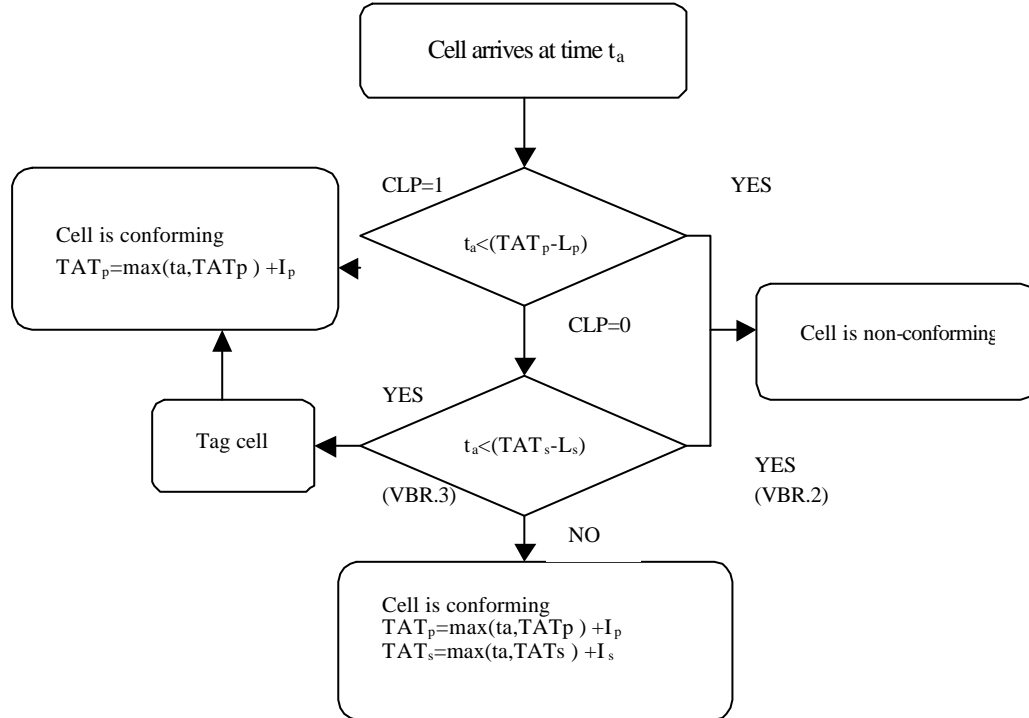 Cell arrives at time tₐ
CLP=1
YES
Cell is conforming
TATₚ=max(ta,TATp ) +Iₚ
tₐ<(TATₚ-Lₚ)
CLP=0
Cell is non-conforming
YES
Tag cell
tₐ<(TATₛ-Lₛ)
(VBR.3)
YES
(VBR.2)
NO
Cell is conforming
TATₚ=max(ta,TATp ) +Iₚ
TATₛ=max(ta,TATs ) +Iₛ